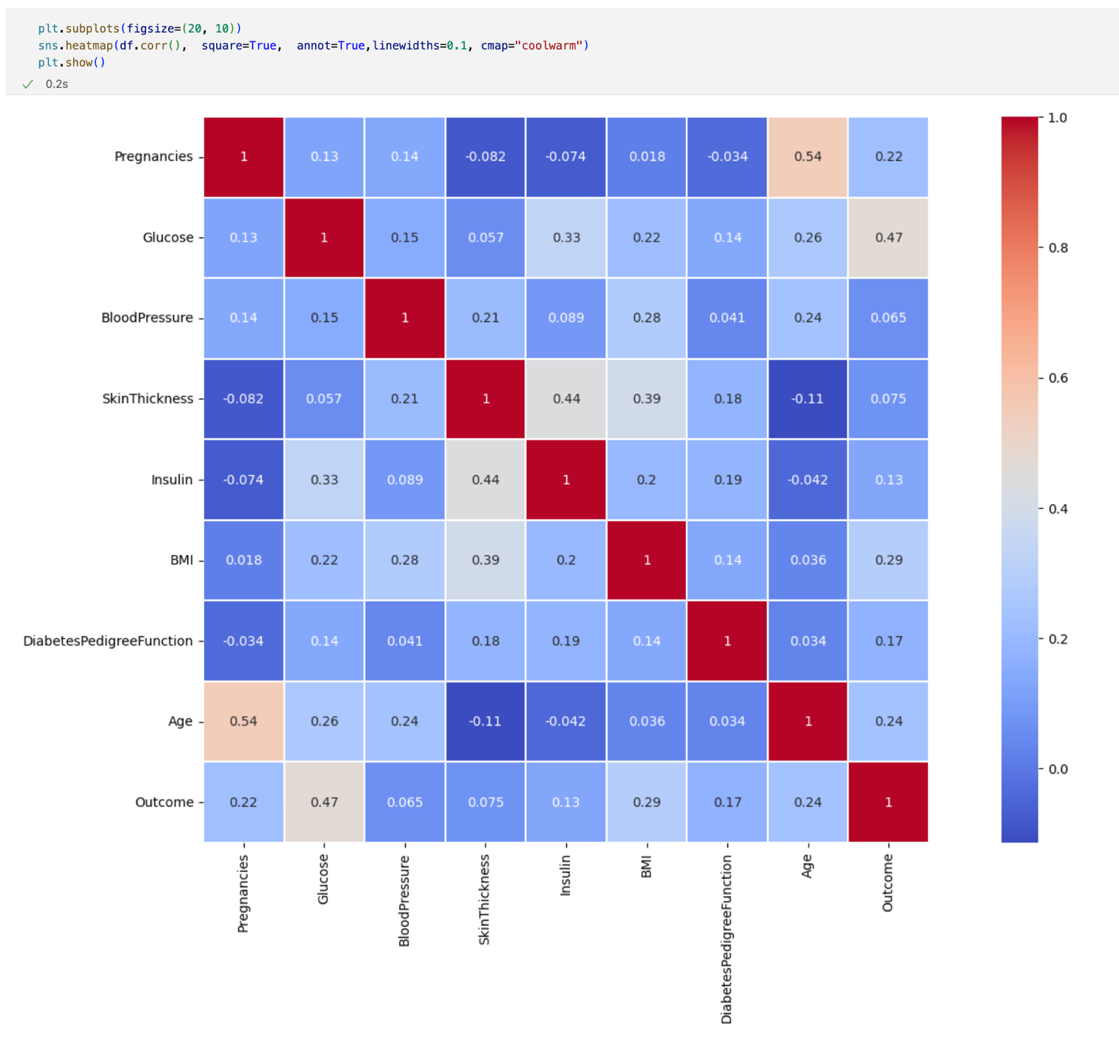 plt.subplots(figsize=(20, 10))
sns.heatmap(df.corr(),  square=True,  annot=True,linewidths=0.1, cmap="coolwarm")
plt.show()
✓ 0.2s
1.0
Pregnancies 1 0.13 0.14 -0.082 -0.074 0.018 -0.034 0.54 0.22
Glucose 0.13 1 0.15 0.057 0.33 0.22 0.14 0.26 0.47
0.8
BloodPressure 0.14 0.15 1 0.21 0.089 0.28 0.041 0.24 0.065
0.6
SkinThickness -0.082 0.057 0.21 1 0.44 0.39 0.18 -0.11 0.075
Insulin -0.074 0.33 0.089 0.44 1 0.2 0.19 -0.042 0.13
0.4
BMI 0.018 0.22 0.28 0.39 0.2 1 0.14 0.036 0.29
0.2
DiabetesPedigreeFunction -0.034 0.14 0.041 0.18 0.19 0.14 1 0.034 0.17
Age 0.54 0.26 0.24 -0.11 -0.042 0.036 0.034 1 0.24
0.0
Outcome 0.22 0.47 0.065 0.075 0.13 0.29 0.17 0.24 1
Pregnancies
Glucose
BloodPressure
SkinThickness
Insulin
BMI
DiabetesPedigreeFunction
Age
Outcome